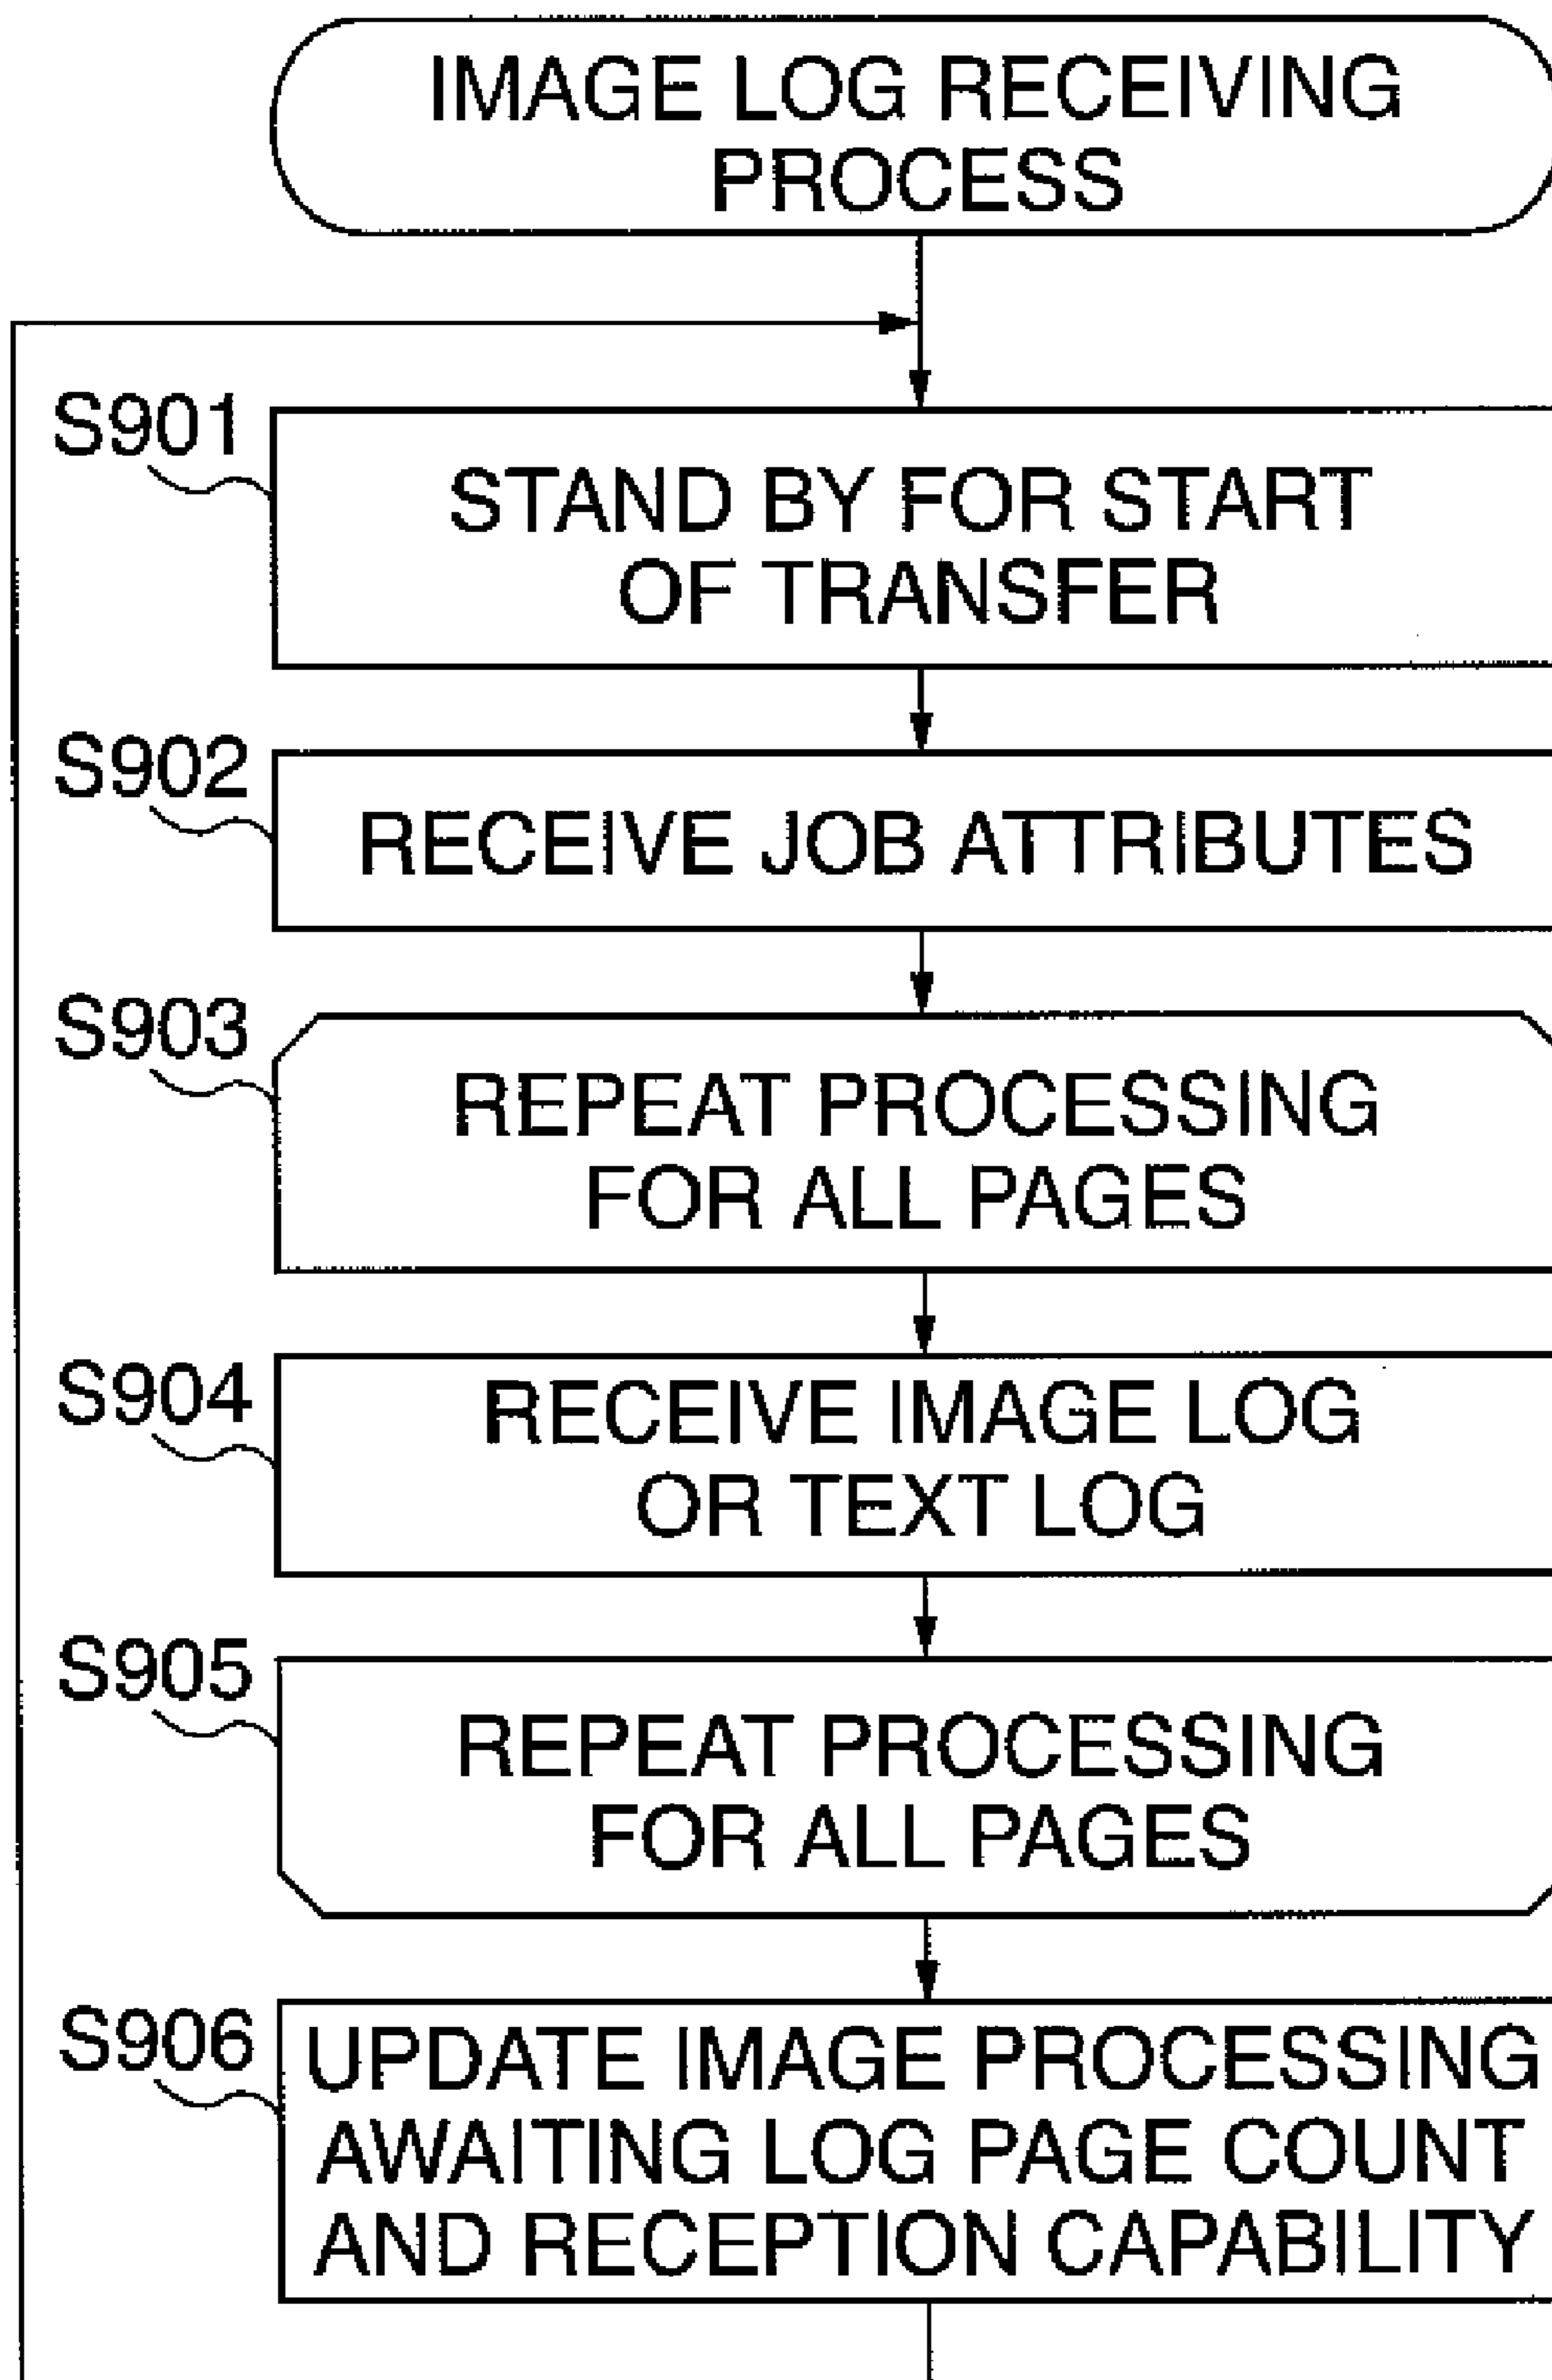 IMAGE LOG RECEIVING
PROCESS
S901
STAND BY FOR START
OF TRANSFER
S902
RECEIVE JOB ATTRIBUTES
S903
REPEAT PROCESSING
FOR ALL PAGES
S904
RECEIVE IMAGE LOG
OR TEXT LOG
S905
REPEAT PROCESSING
FOR ALL PAGES
S906
UPDATE IMAGE PROCESSING
AWAITING LOG PAGE COUNT
AND RECEPTION CAPABILITY